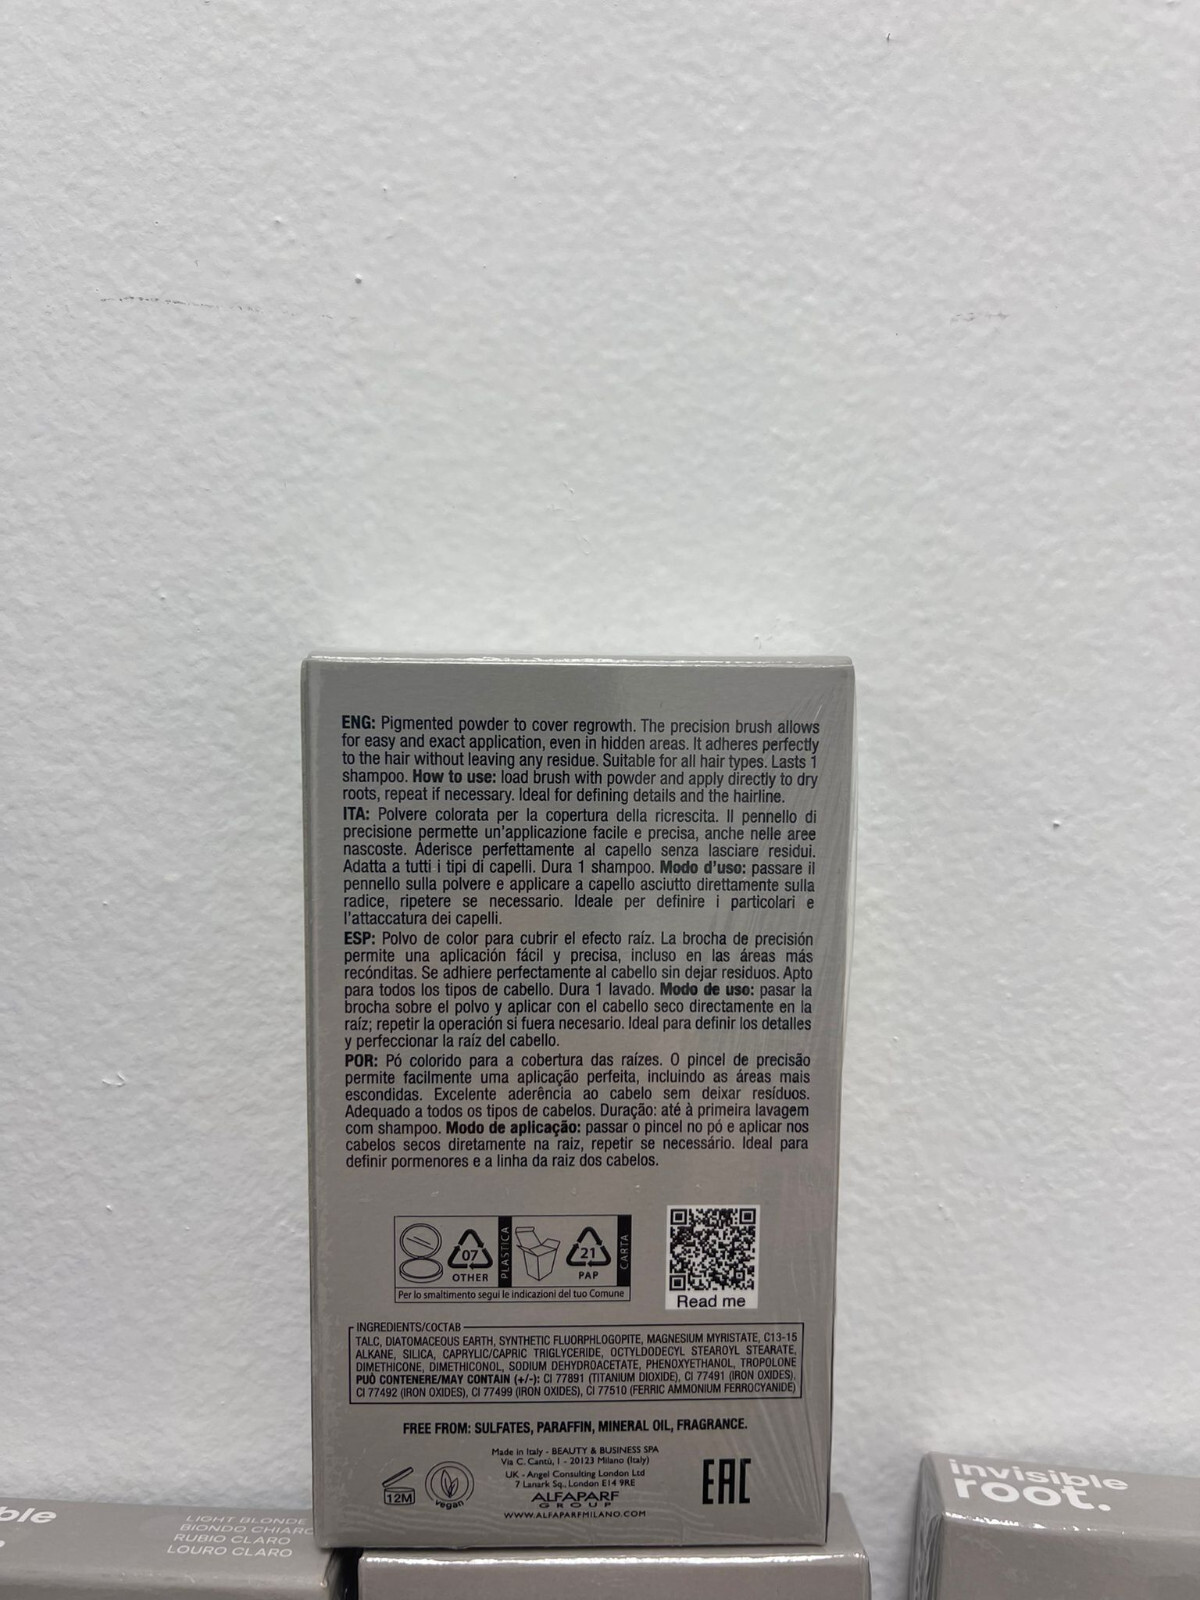 ENG: Pigmented powder to cover regrowth. The precision brush allows
for easy and exact application, even in hidden areas. It adheres perfectly
to the hair without leaving any residue. Suitable for all hair types. Lasts 1
shampoo. How to use: load brush with powder and apply directly to dry
roots, repeat if necessary. Ideal for defining details and the hairline.
ITA: Polvere colorata per la copertura della ricrescita. Il pennello di
precisione permette un'applicazione facile e precisa, anche nelle aree
nascoste. Aderisce perfettamente al capello senza lasciare residui.
Adatta a tutti i tipi di capelli. Dura 1 shampoo. Modo d'uso: passare il
pennello sulla polvere e applicare a capello asciutto direttamente sulla
radice, ripetere se necessario. Ideale per definire i particolari e
l'attaccatura dei capelli.
ESP: Polvo de color para cubrir el efecto raíz. La brocha de precisión
permite una aplicación fácil y precisa, incluso en las áreas más
recónditas. Se adhiere perfectamente al cabello sin dejar residuos. Apto
para todos los tipos de cabello. Dura 1 lavado. Modo de uso: pasar la
brocha sobre el polvo y aplicar con el cabello seco directamente en la
raíz; repetir la operación si fuera necesario. Ideal para definir los detalles
y perfeccionar la raíz del cabello.
POR: Pó colorido para a cobertura das raízes. O pincel de precisão
permite facilmente uma aplicação perfeita, incluindo as áreas mais
escondidas. Excelente aderência ao cabelo sem deixar resíduos.
Adequado a todos os tipos de cabelos. Duração: até à primeira lavagem
com shampoo. Modo de aplicação: passar o pincel no pó e aplicar nos
cabelos secos diretamente na raiz, repetir se necessário. Ideal para
definir pormenores e a linha da raiz dos cabelos.
07
OTHER
PLASTICA
21
PAP
CARTA
Per lo smaltimento segui le indicazioni del tuo Comune
Read me
INGREDIENTS/СОСТАВ
TALC, DIATOMACEOUS EARTH, SYNTHETIC FLUORPHLOGOPITE, MAGNESIUM MYRISTATE, C13-15
ALKANE, SILICA, CAPRYLIC/CAPRIC TRIGLYCERIDE, OCTYLDODECYL STEAROYL STEARATE,
DIMETHICONE, DIMETHICONOL, SODIUM DEHYDROACETATE, PHENOXYETHANOL, TROPOLONE
PUÒ CONTENERE/MAY CONTAIN (+/-): CI 77891 (TITANIUM DIOXIDE), CI 77491 (IRON OXIDES),
CI 77492 (IRON OXIDES), CI 77499 (IRON OXIDES), CI 77510 (FERRIC AMMONIUM FERROCYANIDE)
FREE FROM: SULFATES, PARAFFIN, MINERAL OIL, FRAGRANCE.
12M
vegan
Made in Italy - BEAUTY & BUSINESS SPA
Via C. Cantù, 1 - 20123 Milano (Italy)
UK - Angel Consulting London Ltd
7 Lanark Sq., London E14 9RE
ALFAPARF
GROUP
WWW.ALFAPARFMILANO.COM
EAC
LIGHT BLONDE
BIONDO CHIARO
RUBIO CLARO
LOURO CLARO
invisible
root.